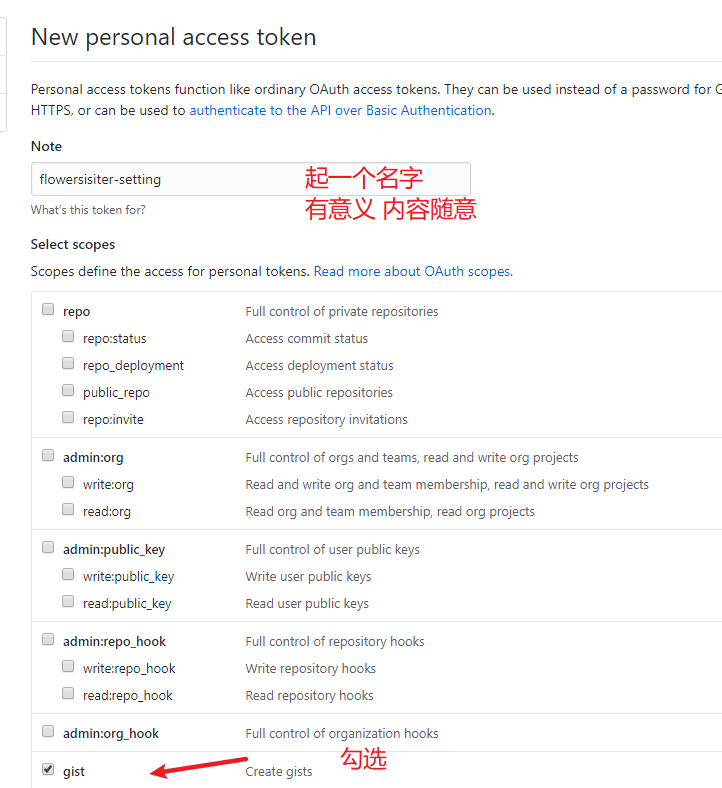 New personal access token
Personal access tokens function like ordinary OAuth access tokens. They can be used instead of a password for G
HTTPS, or can be used to authenticate to the API over Basic Authentication.
Note
flowersisiter-setting
起一个名字
有意义 内容随意
What's this token for?
Select scopes
Scopes define the access for personal tokens. Read more about OAuth scopes.
repo Full control of private repositories
repo:status Access commit status
repo_deployment Access deployment status
public_repo Access public repositories
repo:invite Access repository invitations
admin:org Full control of orgs and teams, read and write org projects
write:org Read and write org and team membership, read and write org projects
read:org Read org and team membership, read org projects
admin:public_key Full control of user public keys
write:public_key Write user public keys
read:public_key Read user public keys
admin:repo_hook Full control of repository hooks
write:repo_hook Write repository hooks
read:repo_hook Read repository hooks
admin:org_hook Full control of organization hooks
勾选
gist Create gists